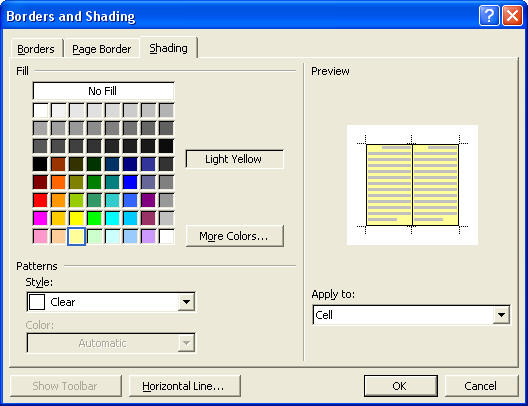 Borders and Shading
Borders
Page Border
Shading
Fill
No Fill
Light Yellow
More Colors...
Patterns
Style:
Clear
Color:
Automatic
Preview
Apply to:
Cell
Show Toolbar
Horizontal Line...
OK
Cancel